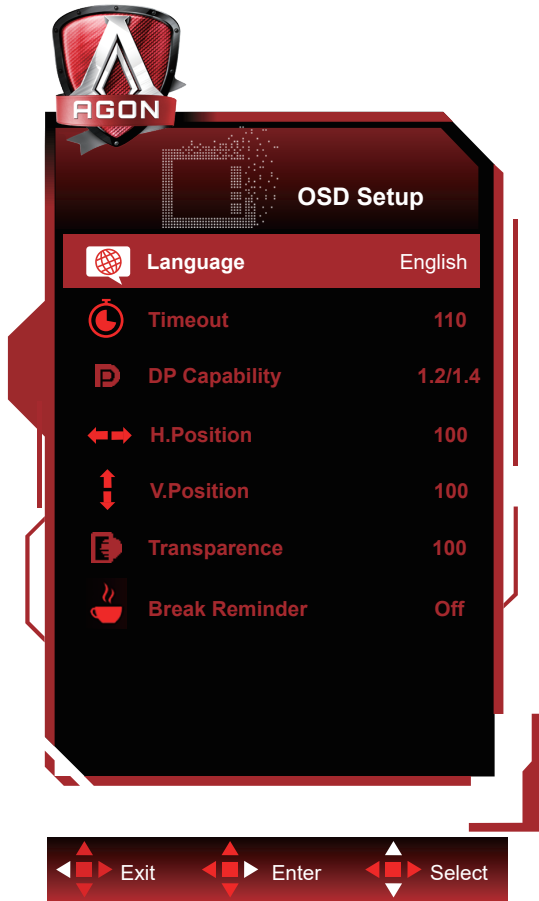 AGON
OSD Setup
Language English
Timeout 110
DP Capability 1.2/1.4
H.Position 100
V.Position 100
Transparence 100
Break Reminder Off
Exit Enter Select